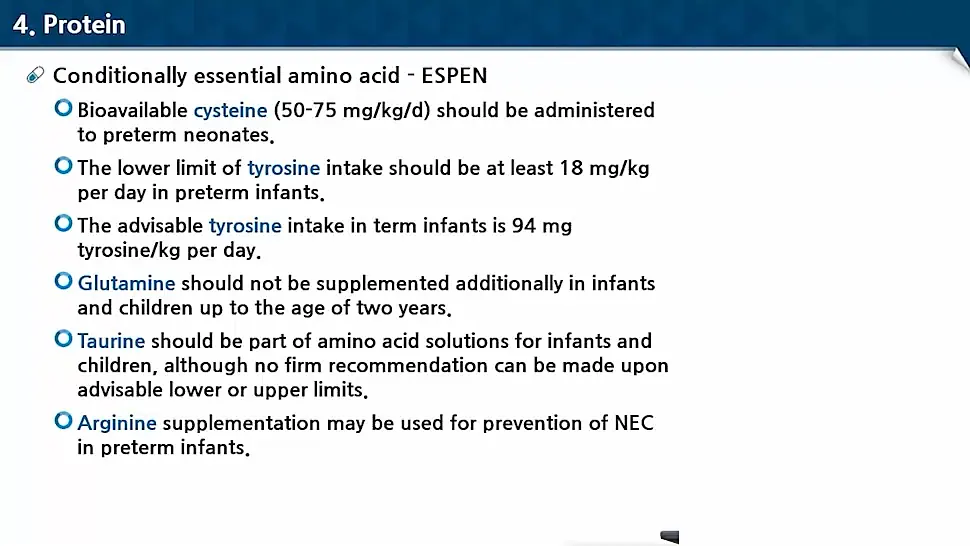 4. Protein
Conditionally essential amino acid - ESPEN
Bioavailable cysteine (50-75 mg/kg/d) should be administered
to preterm neonates.
The lower limit of tyrosine intake should be at least 18 mg/kg
per day in preterm infants.
The advisable tyrosine intake in term infants is 94 mg
tyrosine/kg per day.
Glutamine should not be supplemented additionally in infants
and children up to the age of two years.
Taurine should be part of amino acid solutions for infants and
children, although no firm recommendation can be made upon
advisable lower or upper limits.
Arginine supplementation may be used for prevention of NEC
in preterm infants.